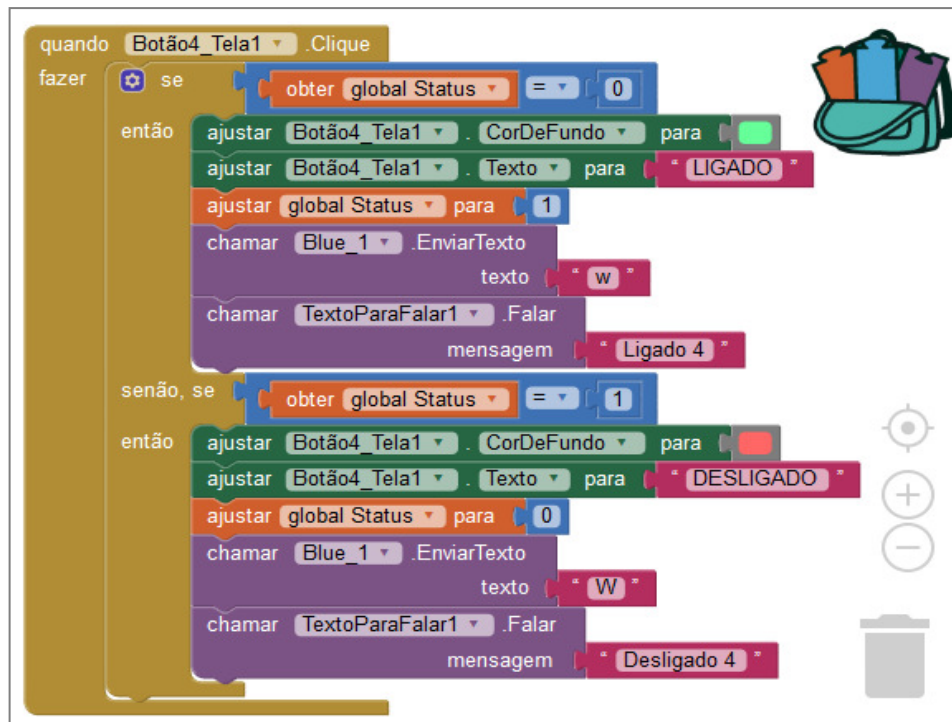 quando Botão4_Tela1 .Clique
fazer se obter global Status = 0
então ajustar Botão4_Tela1 . CorDeFundo para
ajustar Botão4_Tela1 . Texto para “ LIGADO ”
ajustar global Status para 1
chamar Blue_1 .EnviarTexto
texto “ w ”
chamar TextoParaFalar1 .Falar
mensagem “ Ligado 4 ”
senão, se obter global Status = 1
então ajustar Botão4_Tela1 . CorDeFundo para
ajustar Botão4_Tela1 . Texto para “ DESLIGADO ”
ajustar global Status para 0
chamar Blue_1 .EnviarTexto
texto “ W ”
chamar TextoParaFalar1 .Falar
mensagem “ Desligado 4 ”